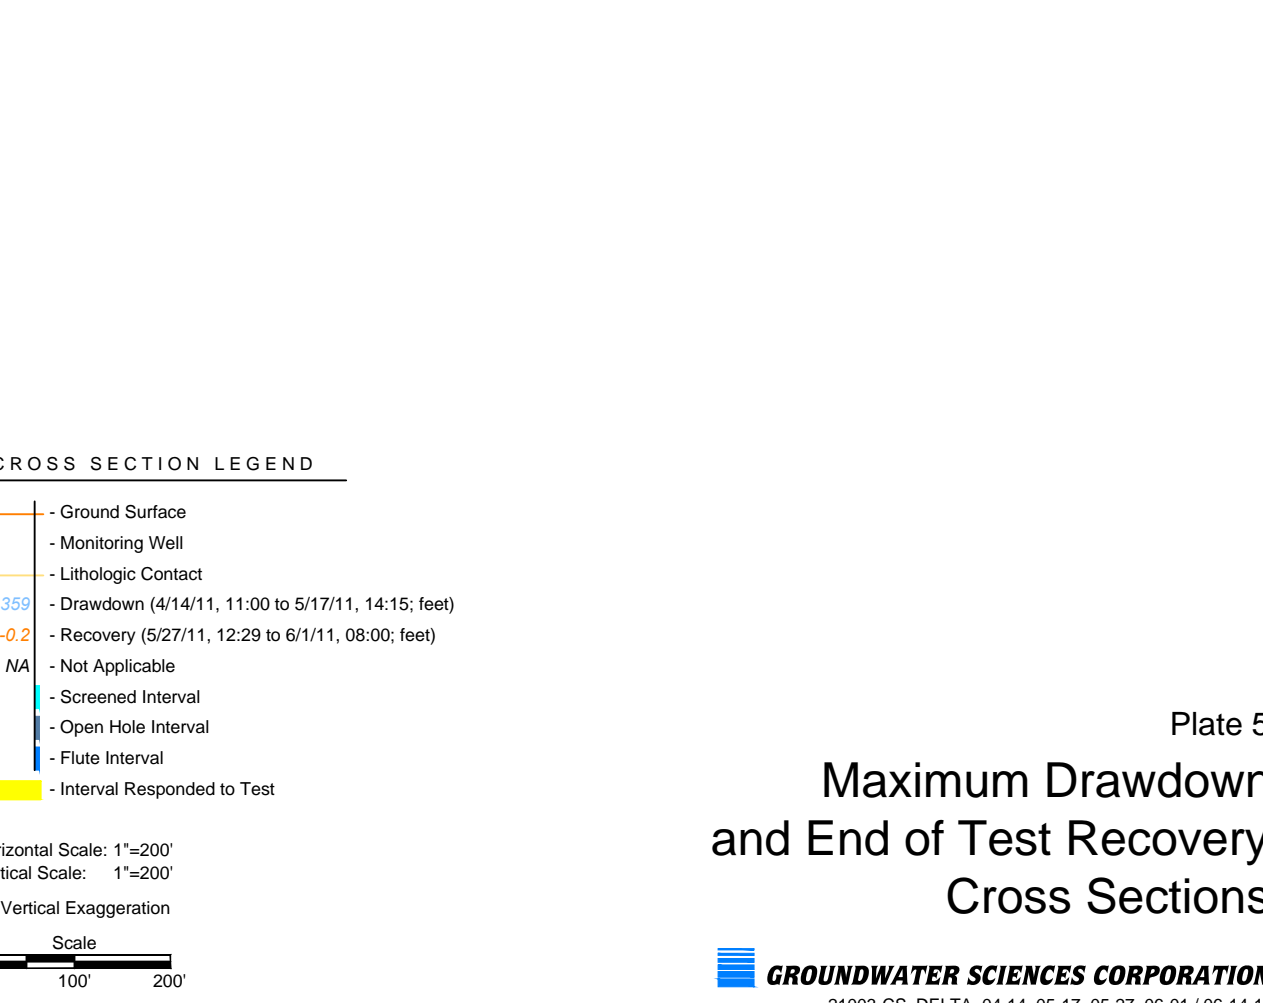 CROSS SECTION LEGEND
- Ground Surface
- Monitoring Well
- Lithologic Contact
359 - Drawdown (4/14/11, 11:00 to 5/17/11, 14:15; feet)
-0.2 - Recovery (5/27/11, 12:29 to 6/1/11, 08:00; feet)
NA - Not Applicable
- Screened Interval
- Open Hole Interval
- Flute Interval
- Interval Responded to Test
rizontal Scale: 1"=200'
tical Scale: 1"=200'
Vertical Exaggeration
Scale
100' 200'
Plate 5
Maximum Drawdown
and End of Test Recovery
Cross Sections
GROUNDWATER SCIENCES CORPORATION